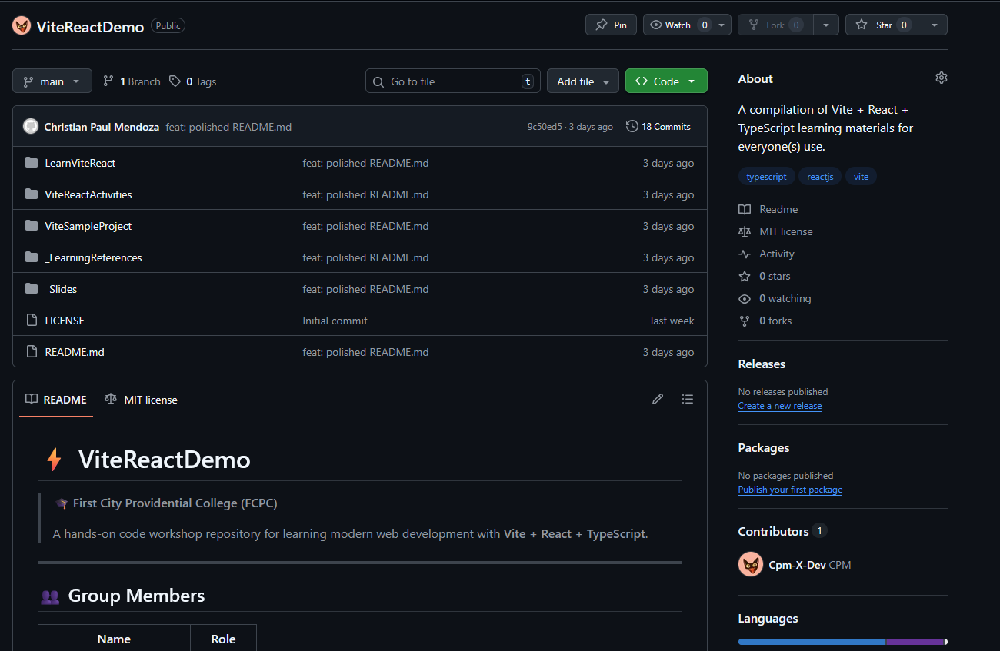 ViteReactDemo Public Pin Watch 0 Fork 0 Star 0
main 1 Branch 0 Tags Go to file t Add file Code
Christian Paul Mendoza feat: polished README.md 9c50ed5 · 3 days ago 18 Commits
LearnViteReact feat: polished README.md 3 days ago
ViteReactActivities feat: polished README.md 3 days ago
ViteSampleProject feat: polished README.md 3 days ago
_LearningReferences feat: polished README.md 3 days ago
_Slides feat: polished README.md 3 days ago
LICENSE Initial commit last week
README.md feat: polished README.md 3 days ago
README MIT license
ViteReactDemo
First City Providential College (FCPC)
A hands-on code workshop repository for learning modern web development with Vite + React + TypeScript.
Group Members
Name Role
About
A compilation of Vite + React +
TypeScript learning materials for
everyone(s) use.
typescript reactjs vite
Readme
MIT license
Activity
0 stars
0 watching
0 forks
Releases
No releases published
Create a new release
Packages
No packages published
Publish your first package
Contributors 1
Cpm-X-Dev CPM
Languages